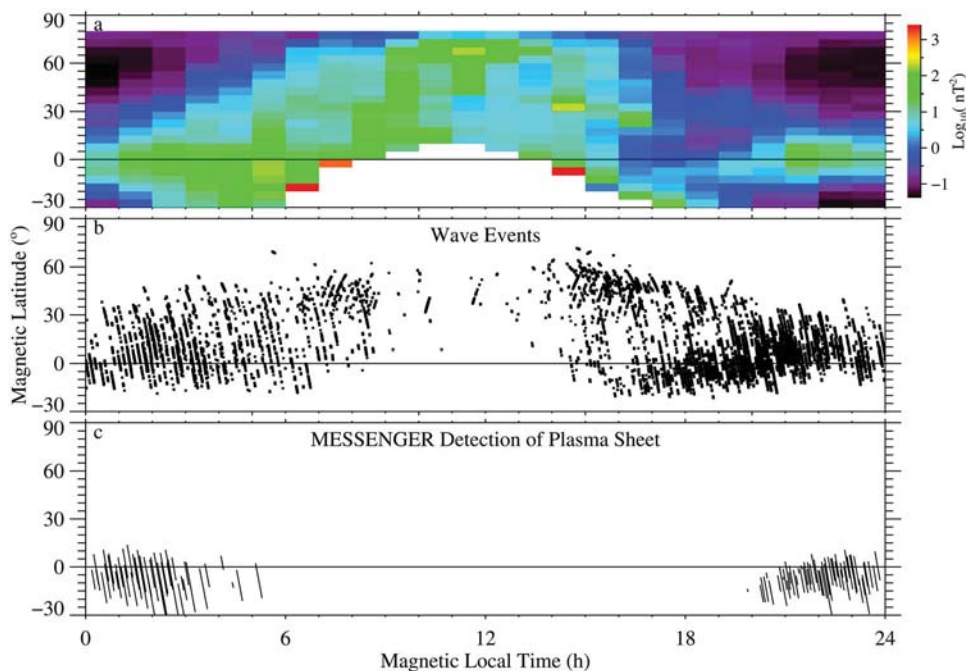 90
a
60
30
0
−30
3
2
1
0
−1
Log₁₀( nT⁻²)
Magnetic Latitude (°)
90
b
Wave Events
60
30
0
−30
90
c
MESSENGER Detection of Plasma Sheet
60
30
0
−30
0 6 12 18 24
Magnetic Local Time (h)